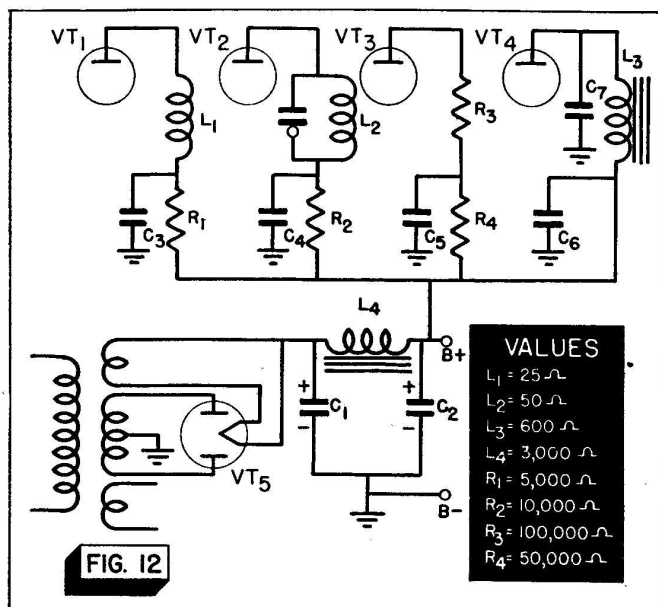 VT1
VT2
VT3
VT4
L3
C7
L1
L2
R3
C3
R1
C4
R2
C5
R4
C6
L4
B+
+
+
C1
C2
-
-
VT5
B-
FIG. 12
VALUES
L1 = 25 Ω
L2 = 50 Ω
L3 = 600 Ω
L4 = 3,000 Ω
R1 = 5,000 Ω
R2 = 10,000 Ω
R3 = 100,000 Ω
R4 = 50,000 Ω